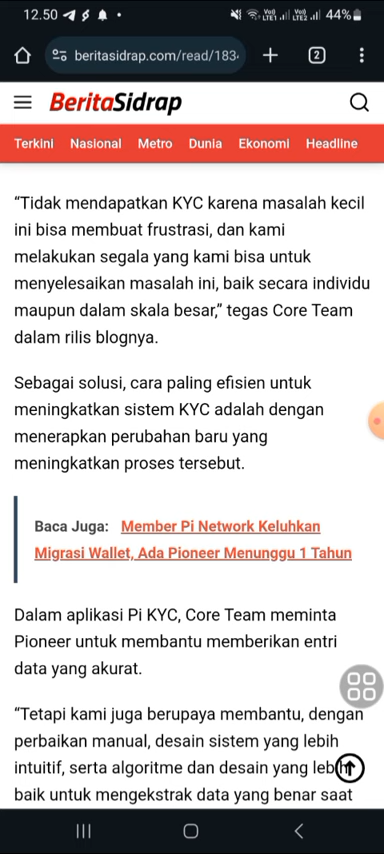 12.50
Vo) LTE1 Vo) LTE2 44%
beritasidrap.com/read/183
2
BeritaSidrap
Terkini Nasional Metro Dunia Ekonomi Headline
“Tidak mendapatkan KYC karena masalah kecil
ini bisa membuat frustrasi, dan kami
melakukan segala yang kami bisa untuk
menyelesaikan masalah ini, baik secara individu
maupun dalam skala besar,” tegas Core Team
dalam rilis blognya.
Sebagai solusi, cara paling efisien untuk
meningkatkan sistem KYC adalah dengan
menerapkan perubahan baru yang
meningkatkan proses tersebut.
Baca Juga: Member Pi Network Keluhkan
Migrasi Wallet, Ada Pioneer Menunggu 1 Tahun
Dalam aplikasi Pi KYC, Core Team meminta
Pioneer untuk membantu memberikan entri
data yang akurat.
“Tetapi kami juga berupaya membantu, dengan
perbaikan manual, desain sistem yang lebih
intuitif, serta algoritme dan desain yang lebih
baik untuk mengekstrak data yang benar saat